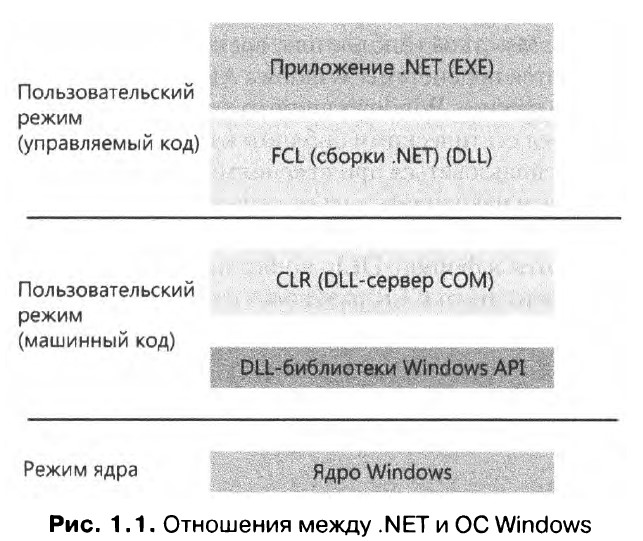 Приложение .NET (EXE)
Пользовательский
режим
(управляемый код)
FCL (сборки .NET) (DLL)
CLR (DLL-сервер COM)
Пользовательский
режим
(машинный код)
DLL-библиотеки Windows API
Режим ядра
Ядро Windows
Рис. 1.1. Отношения между .NET и ОС Windows